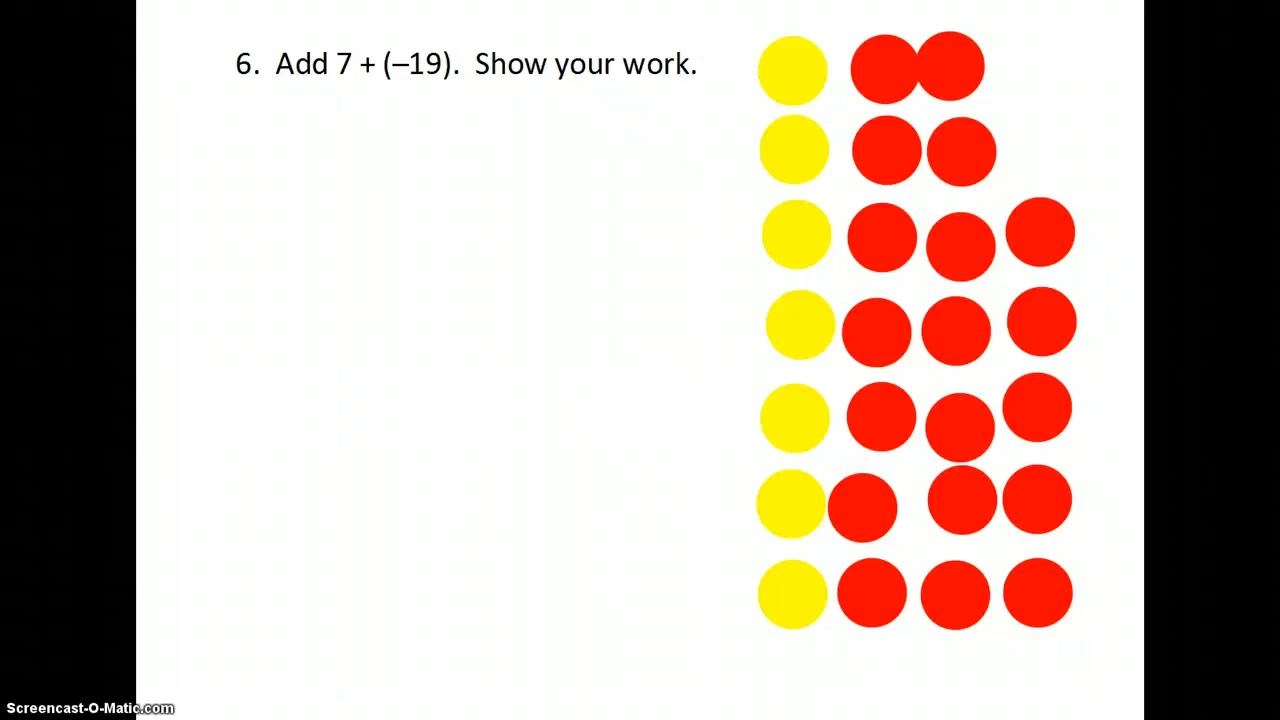 6. Add 7 + (–19). Show your work.
Screencast-O-Matic.com